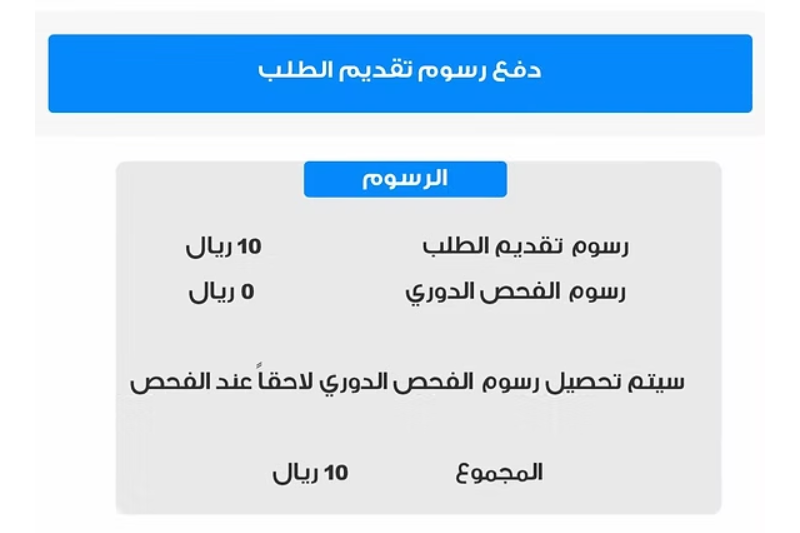 دفع رسوم تقديم الطلب
الرسوم
رسوم تقديم الطلب 10 ريال
رسوم الفحص الدوري 0 ريال
سيتم تحصيل رسوم الفحص الدوري لاحقاً عند الفحص
المجموع 10 ريال